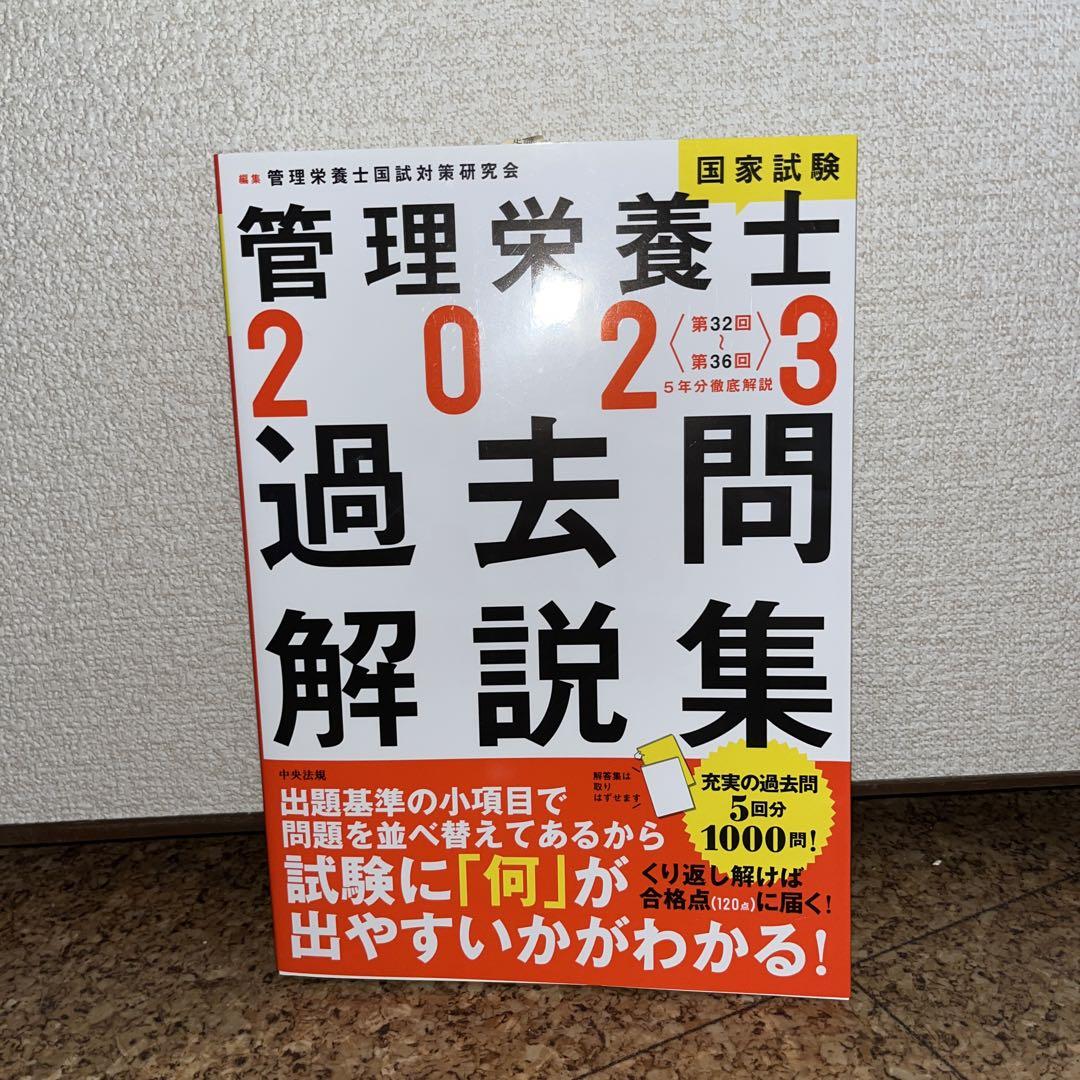 編集 管理栄養士国試対策研究会
国家試験
管理栄養士
2023
〈第32回
～
第36回〉
5年分徹底解説
過去問
解説集
中央法規
解答集は
取り
はずせます
充実の過去問
5回分
1000問!
出題基準の小項目で
問題を並べ替えてあるから
試験に「何」が
出やすいかがわかる!
くり返し解けば
合格点(120点)に届く!